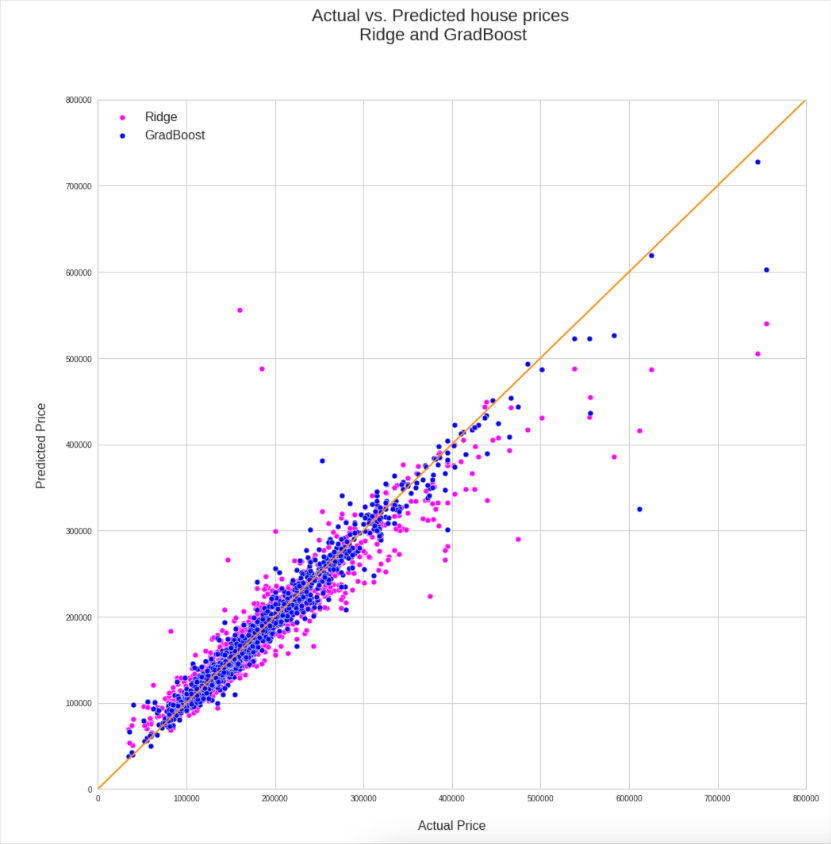 Actual vs. Predicted house prices
Ridge and GradBoost
Ridge
GradBoost
800000
700000
600000
500000
400000
300000
200000
100000
0
Predicted Price
0 100000 200000 300000 400000 500000 600000 700000 800000
Actual Price